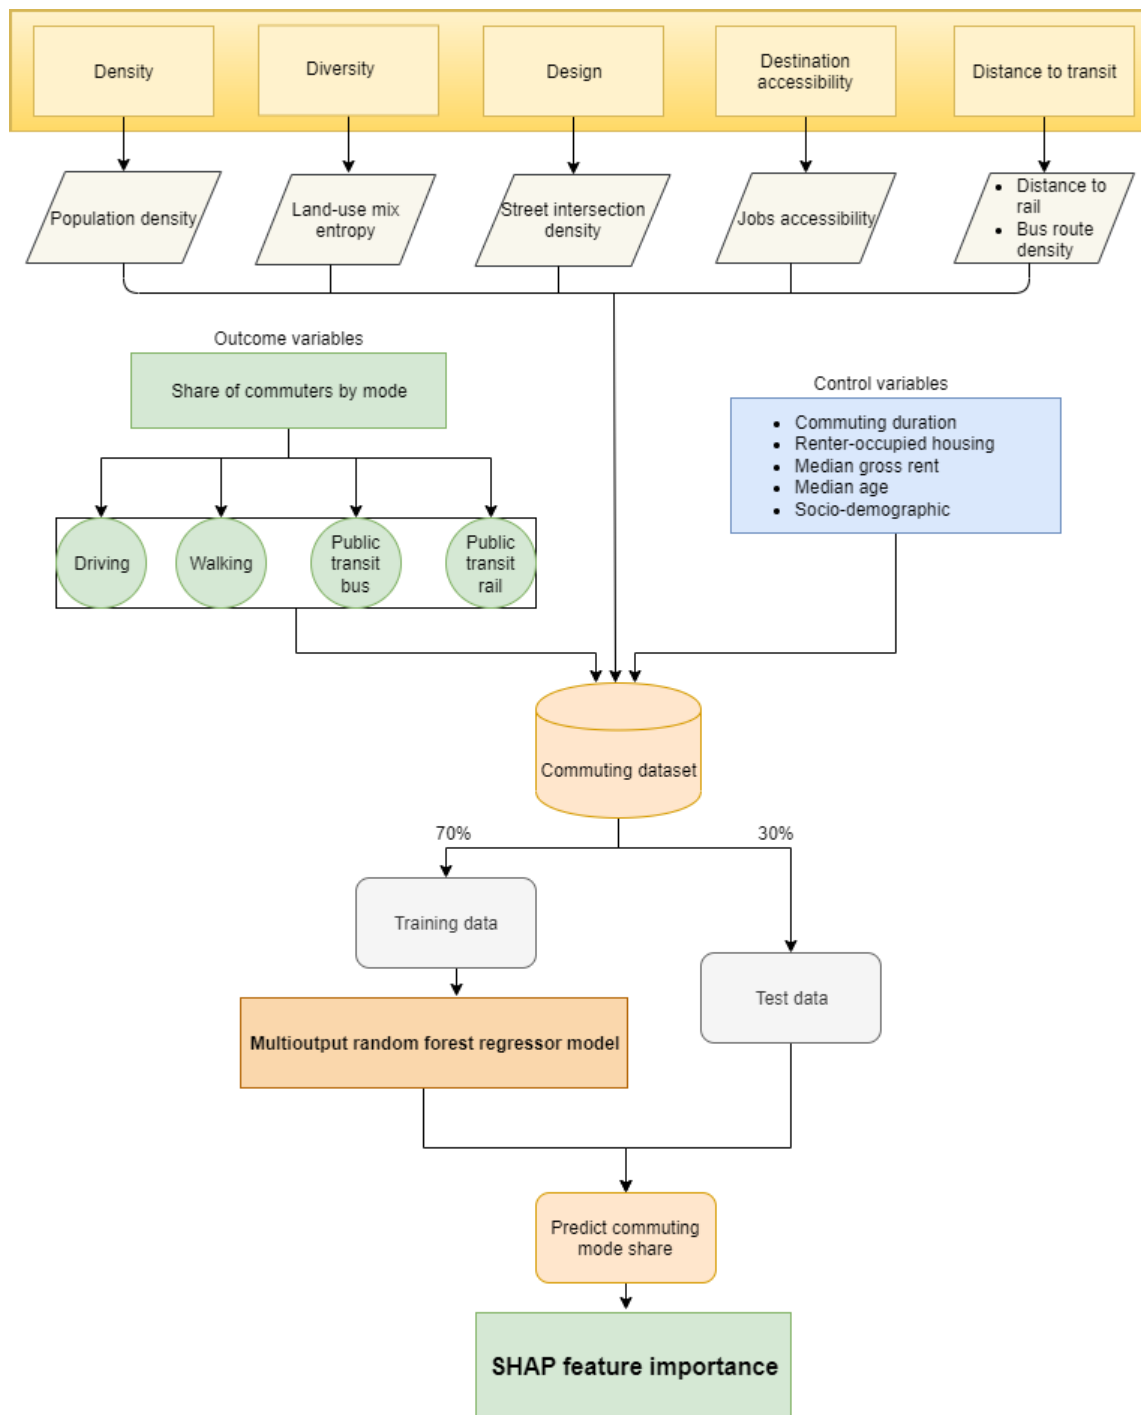 Density
Diversity
Design
Destination
accessibility
Distance to transit
Population density
Land-use mix
entropy
Street intersection
density
Jobs accessibility
• Distance to
rail
• Bus route
density
Outcome variables
Share of commuters by mode
Control variables
• Commuting duration
• Renter-occupied housing
• Median gross rent
• Median age
• Socio-demographic
Driving
Walking
Public
transit
bus
Public
transit
rail
Commuting dataset
70%
30%
Training data
Test data
Multioutput random forest regressor model
Predict commuting
mode share
SHAP feature importance